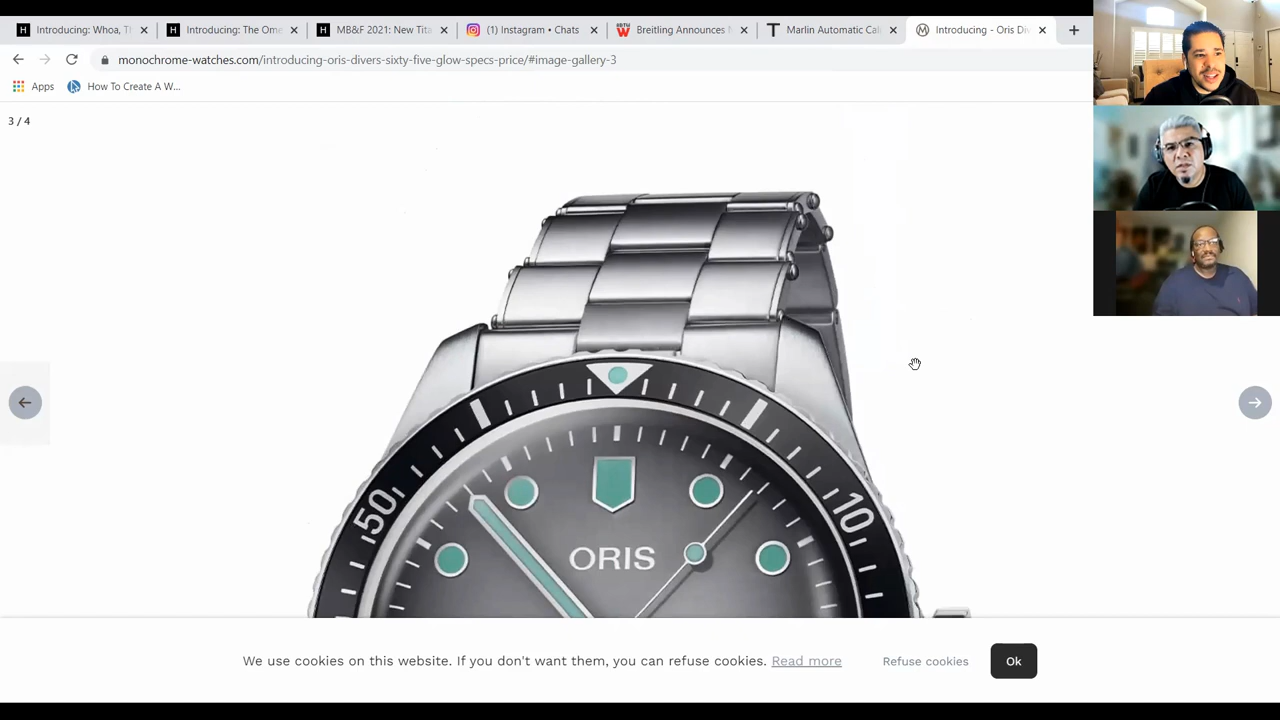 Introducing: Whoa, Th
Introducing: The Ome
MB&F 2021: New Tita
(1) Instagram • Chats
Breitling Announces
Marlin Automatic Cal
Introducing - Oris Div
monochrome-watches.com/introducing-oris-divers-sixty-five-glow-specs-price/#image-gallery-3
Apps
How To Create A W...
3 / 4
50
10
ORIS
We use cookies on this website. If you don't want them, you can refuse cookies. Read more
Refuse cookies
Ok